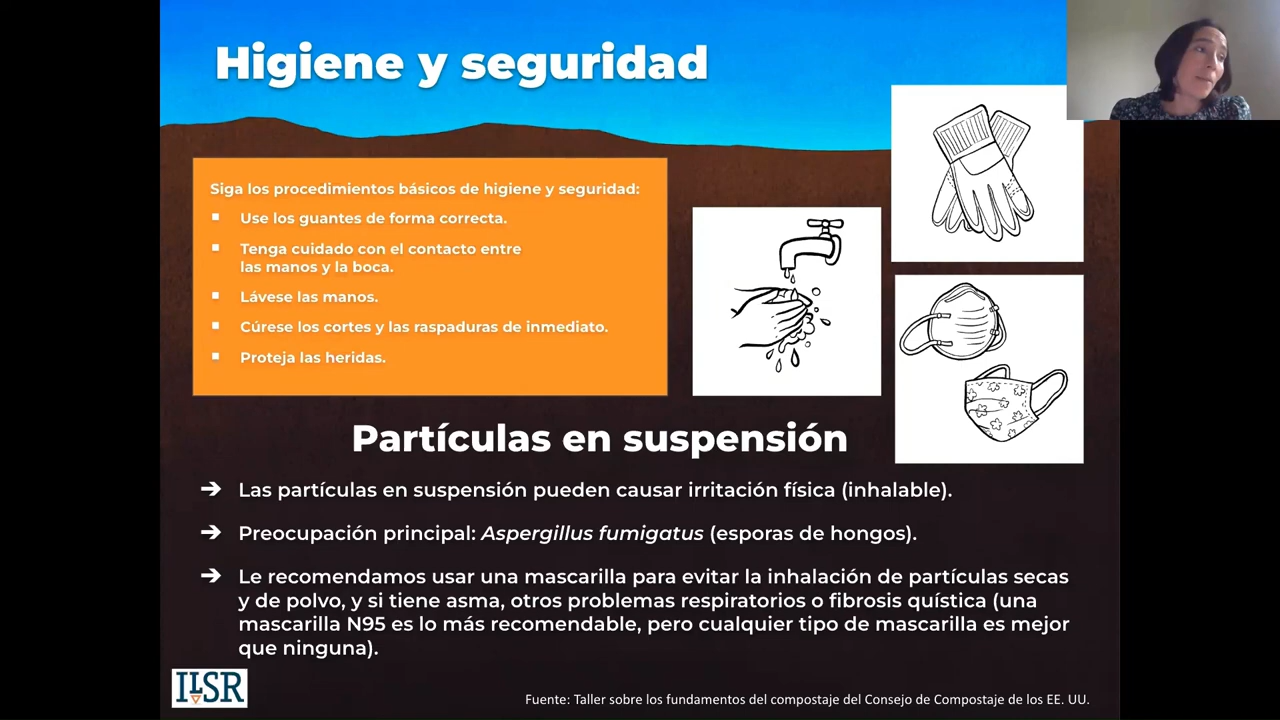 Higiene y seguridad
Siga los procedimientos básicos de higiene y seguridad:
▪ Use los guantes de forma correcta.
▪ Tenga cuidado con el contacto entre
las manos y la boca.
▪ Lávese las manos.
▪ Cúrese los cortes y las raspaduras de inmediato.
▪ Proteja las heridas.
Partículas en suspensión
➔ Las partículas en suspensión pueden causar irritación física (inhalable).
➔ Preocupación principal: Aspergillus fumigatus (esporas de hongos).
➔ Le recomendamos usar una mascarilla para evitar la inhalación de partículas secas
y de polvo, y si tiene asma, otros problemas respiratorios o fibrosis quística (una
mascarilla N95 es lo más recomendable, pero cualquier tipo de mascarilla es mejor
que ninguna).
ILSR
Fuente: Taller sobre los fundamentos del compostaje del Consejo de Compostaje de los EE. UU.